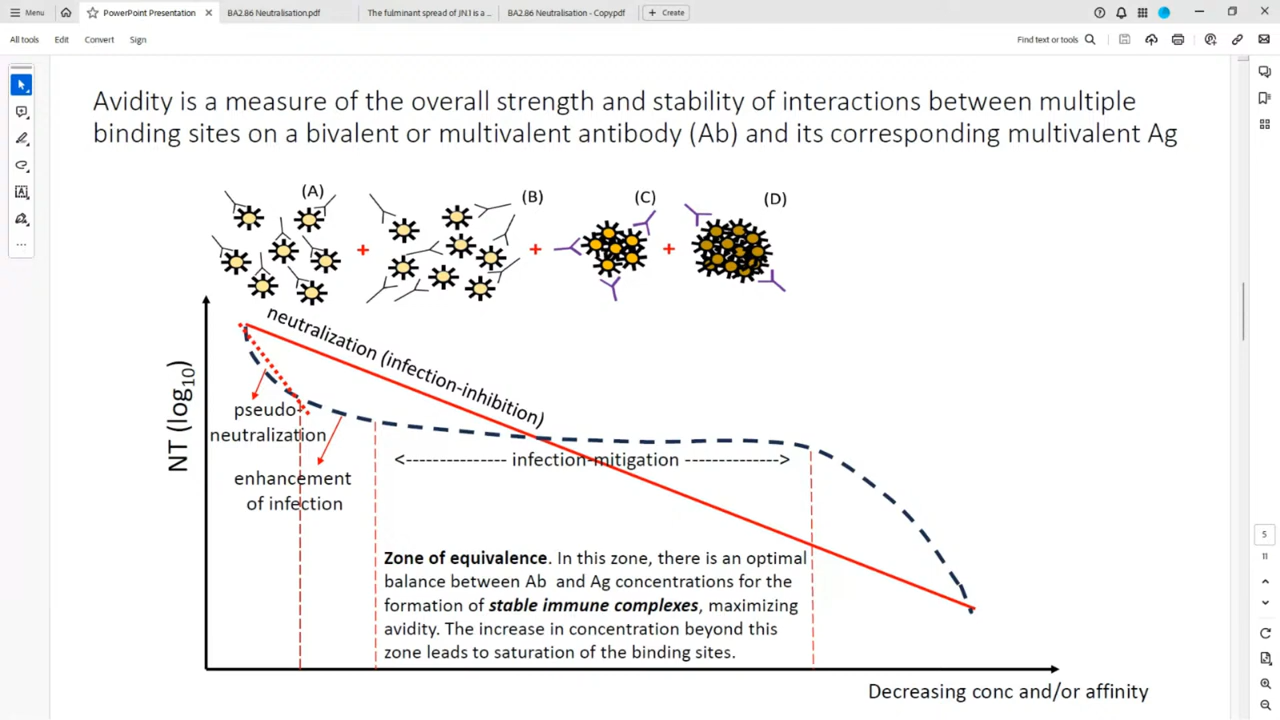 Menu
PowerPoint Presentation
BA2.86 Neutralisation.pdf
The fulminant spread of JN.1 is a ...
BA2.86 Neutralisation - Copy.pdf
+ Create
All tools Edit Convert Sign
Find text or tools
Avidity is a measure of the overall strength and stability of interactions between multiple
binding sites on a bivalent or multivalent antibody (Ab) and its corresponding multivalent Ag
(A)
(B)
(C)
(D)
+ + +
neutralization (infection-inhibition)
NT (log10)
pseudo-
neutralization
<--------------- infection-mitigation -------------->
enhancement
of infection
Zone of equivalence. In this zone, there is an optimal
balance between Ab and Ag concentrations for the
formation of stable immune complexes, maximizing
avidity. The increase in concentration beyond this
zone leads to saturation of the binding sites.
Decreasing conc and/or affinity
5
11